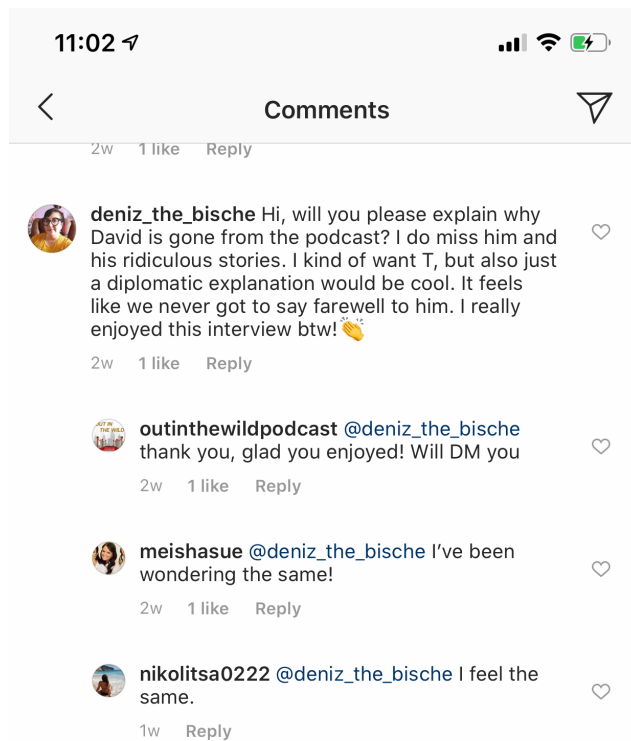 11:02
Comments
2w 1 like Reply
deniz_the_bische Hi, will you please explain why
David is gone from the podcast? I do miss him and
his ridiculous stories. I kind of want T, but also just
a diplomatic explanation would be cool. It feels
like we never got to say farewell to him. I really
enjoyed this interview btw!👏
2w 1 like Reply
OUT IN
THE WILD
outinthewildpodcast @deniz_the_bische
thank you, glad you enjoyed! Will DM you
2w 1 like Reply
meishasue @deniz_the_bische I’ve been
wondering the same!
2w 1 like Reply
nikolitsa0222 @deniz_the_bische I feel the
same.
1w Reply